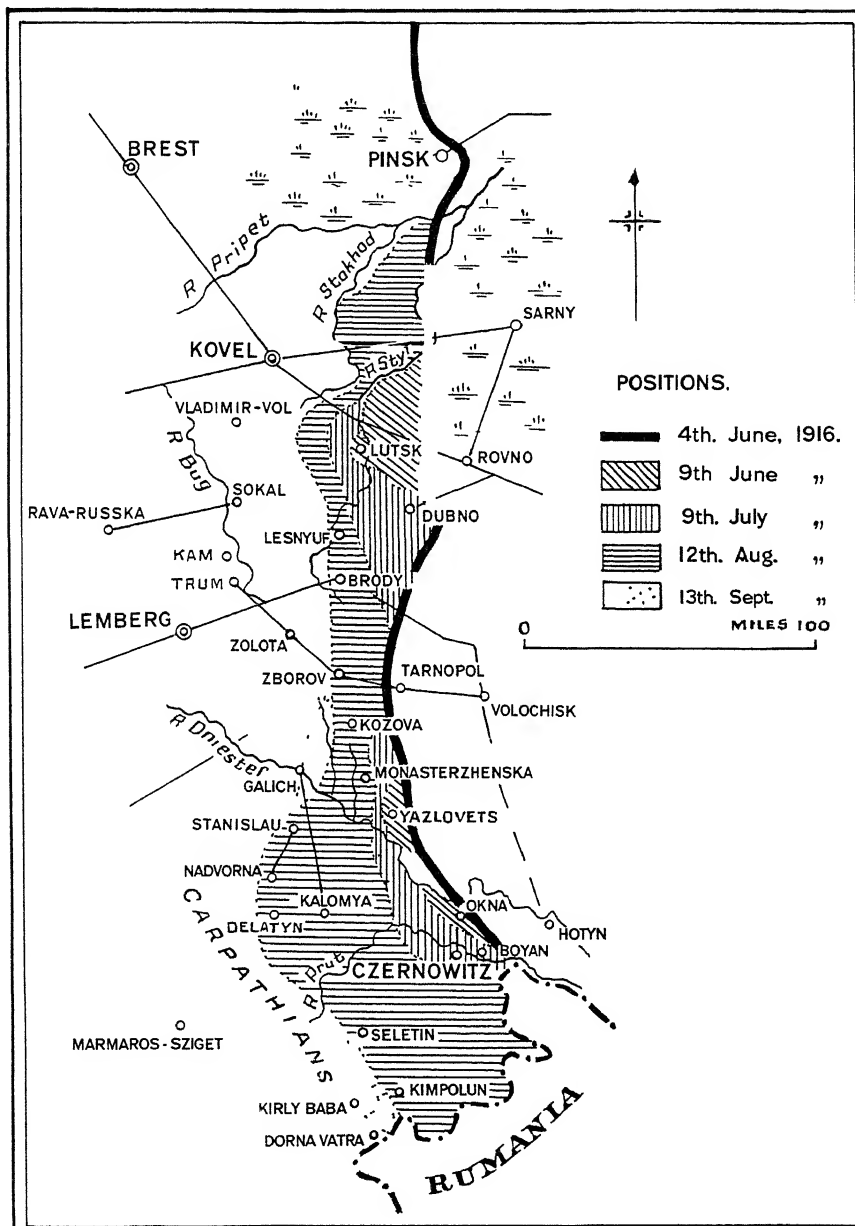 BREST
PINSK
R Pripet
R Stokhod
SARNY
KOVEL
R Styr
POSITIONS.
VLADIMIR-VOL
4th. June, 1916.
R Bug
LUTSK
ROVNO
9th June „
SOKAL
9th. July „
RAVA-RUSSKA
DUBNO
LESNYUF
12th. Aug. „
KAM
TRUM
BRODY
13th. Sept. „
LEMBERG
0 MILES 100
ZOLOTA
ZBOROV
TARNOPOL
VOLOCHISK
R Dniester
KOZOVA
GALICH
MONASTERZHENSKA
STANISLAU
YAZLOVETS
NADVORNA
CARPATHIANS
KALOMYA
OKNA
DELATYN
HOTYN
BOYAN
CZERNOWITZ
R Prut
MARMAROS-SZIGET
SELETIN
KIMPOLUN
KIRLY BABA
DORNA VATRA
RUMANIA